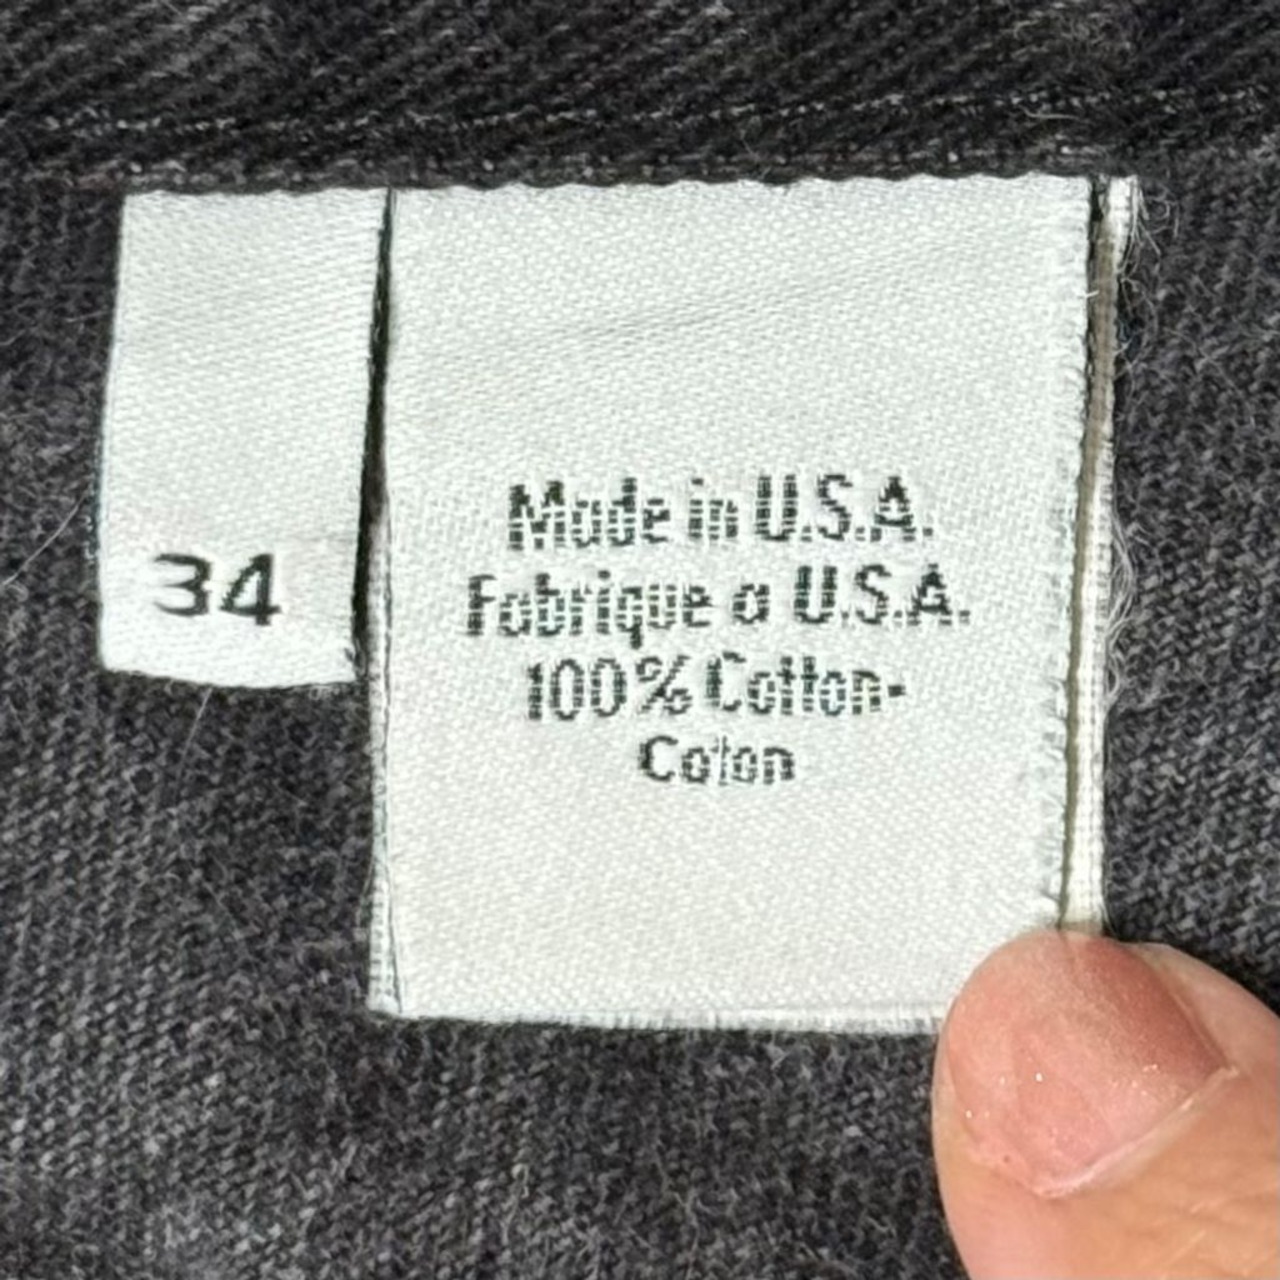 34
Made in U.S.A.
Fabrique a U.S.A.
100% Cotton-
Coton